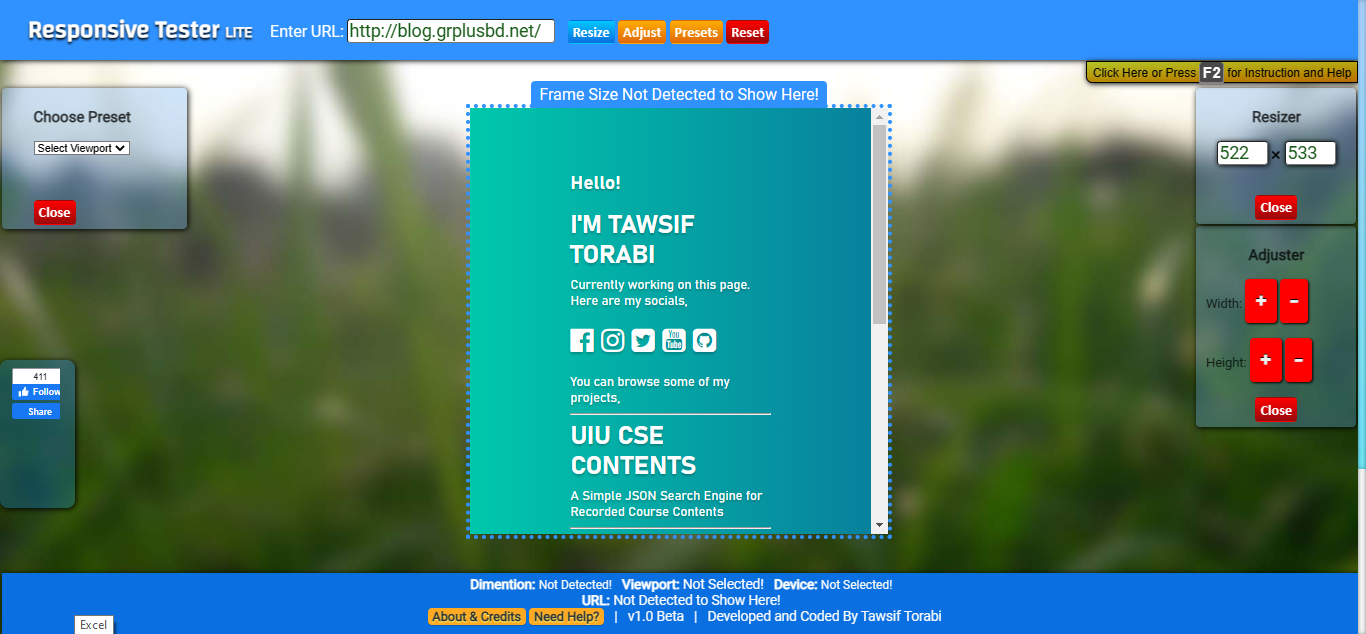 Responsive Tester LITE Enter URL: http://blog.grplusbd.net/ Resize Adjust Presets Reset
Click Here or Press F2 for Instruction and Help
Frame Size Not Detected to Show Here!
Choose Preset
Select Viewport
Close
411
Follow
Share
Hello!
I'M TAWSIF
TORABI
Currently working on this page.
Here are my socials,
You
Tube
You can browse some of my
projects,
UIU CSE
CONTENTS
A Simple JSON Search Engine for
Recorded Course Contents
Resizer
522 × 533
Close
Adjuster
Width: + -
Height: + -
Close
Dimention: Not Detected! Viewport: Not Selected! Device: Not Selected!
URL: Not Detected to Show Here!
About & Credits Need Help? | v1.0 Beta | Developed and Coded By Tawsif Torabi
Excel